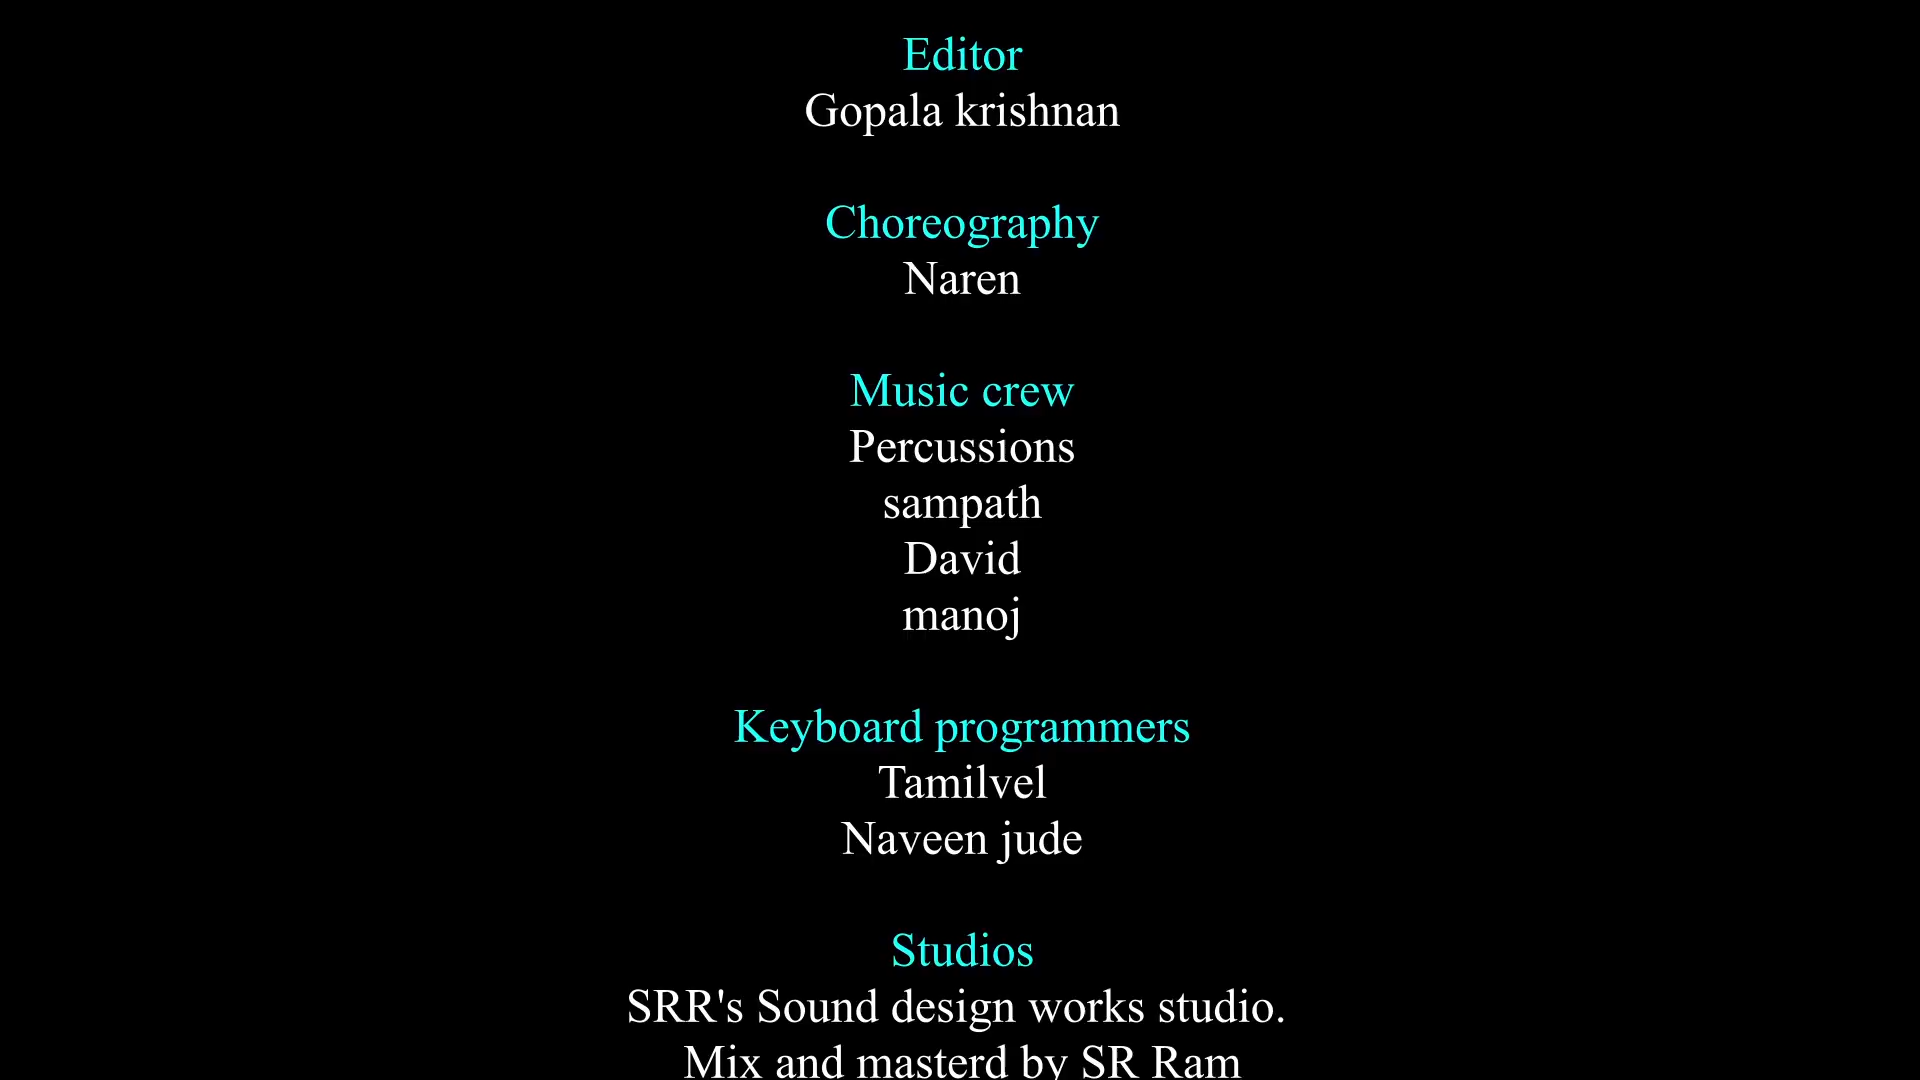 Editor
Gopala krishnan
Choreography
Naren
Music crew
Percussions
sampath
David
manoj
Keyboard programmers
Tamilvel
Naveen jude
Studios
SRR's Sound design works studio.
Mix and masterd by SR Ram